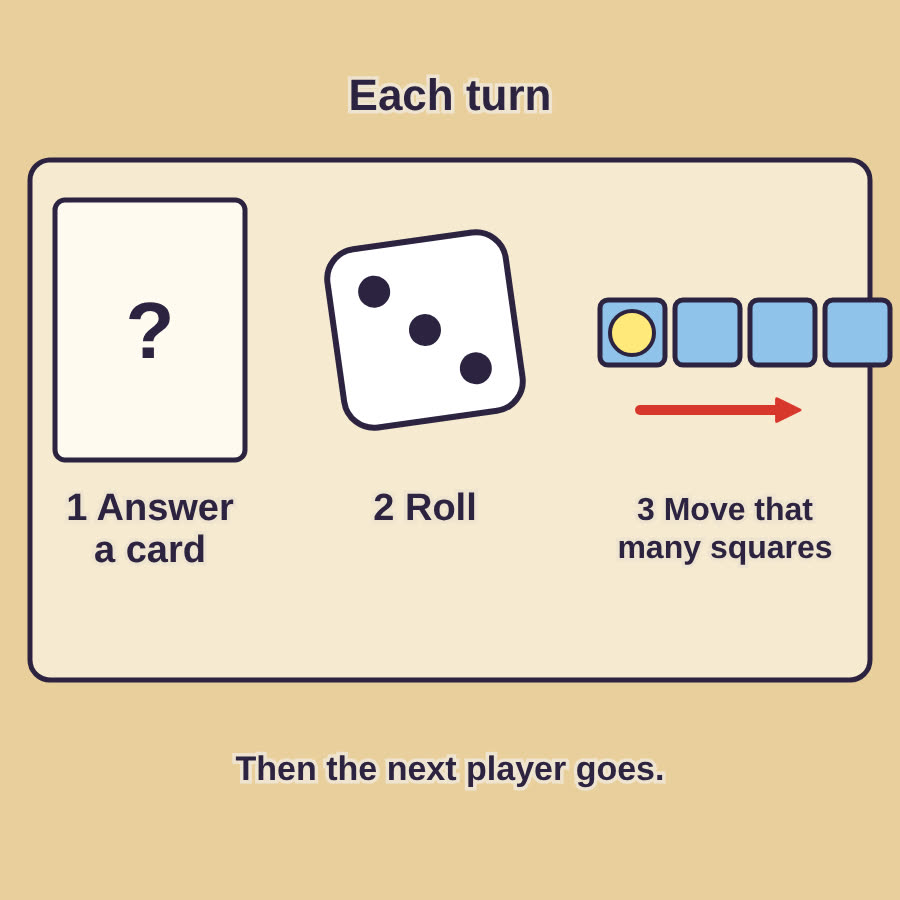 Each turn
?
1 Answer
a card
2 Roll
3 Move that
many squares
Then the next player goes.